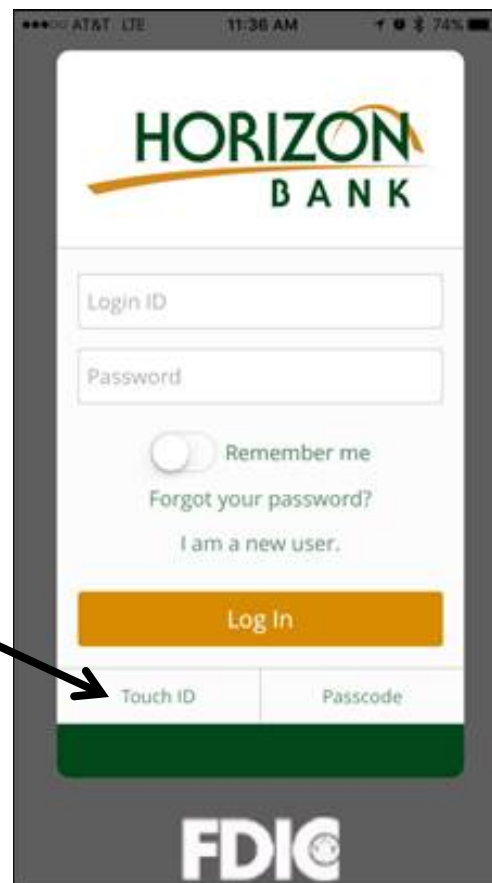 AT&T LTE 11:36 AM 74%
HORIZON
BANK
Login ID
Password
Remember me
Forgot your password?
I am a new user.
Log In
Touch ID Passcode
FDIC